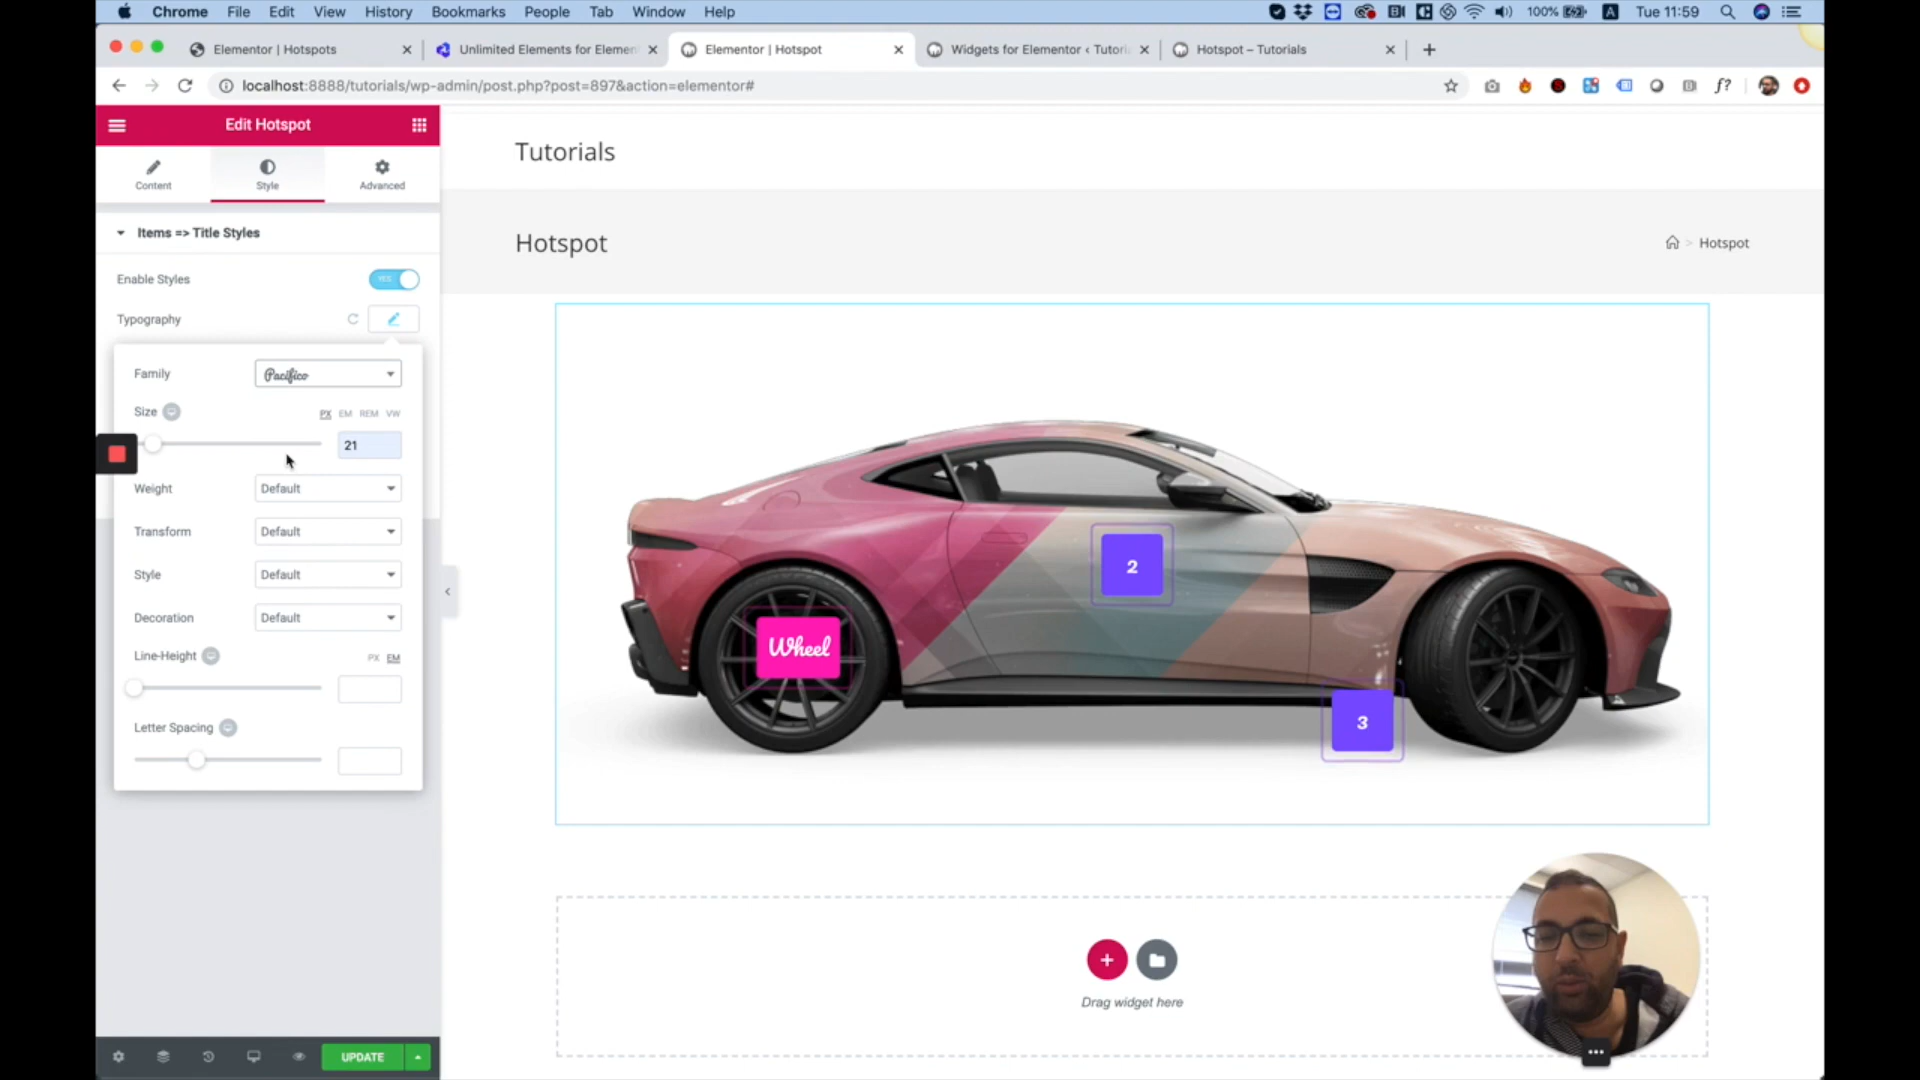 Chrome File Edit View History Bookmarks People Tab Window Help 100% A Tue 11:59
Elementor | Hotspots Unlimited Elements for Elemen Elementor | Hotspot Widgets for Elementor ‹ Tutori Hotspot – Tutorials
localhost:8888/tutorials/wp-admin/post.php?post=897&action=elementor# f?
Edit Hotspot
Content Style Advanced
Items => Title Styles
Enable Styles YES
Typography
Family Pacifico
Size PX EM REM VW
21
Weight Default
Transform Default
Style Default
Decoration Default
Line-Height PX EM
Letter Spacing
UPDATE
Tutorials
Hotspot
> Hotspot
2
Wheel
3
Drag widget here